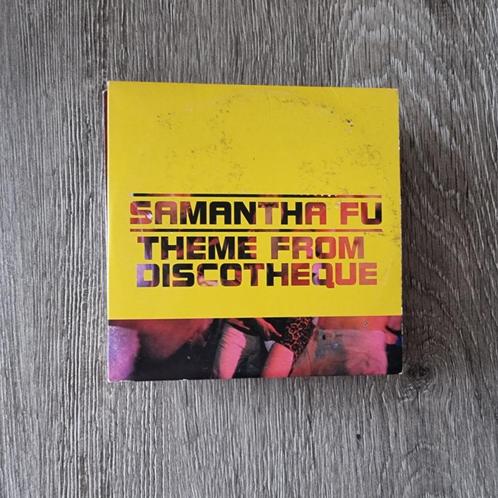 SAMANTHA FU
THEME FROM
DISCOTHEQUE